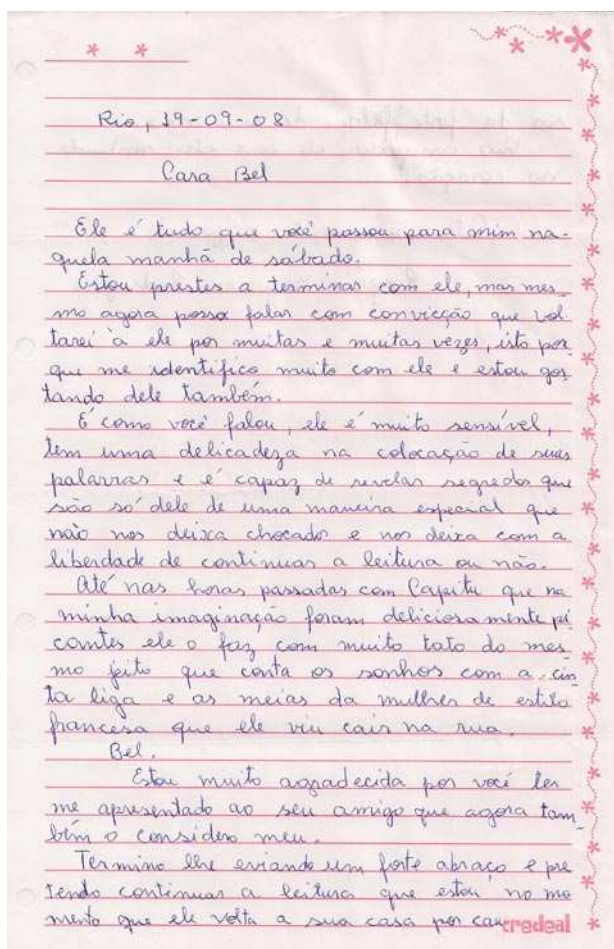 Rio, 19-09-08
Cara Bel
Ele é tudo que você passou para mim na-
quela manhã de sábado.
Estou prestes a terminar com ele, mas mes-
mo agora posso falar com convicção que vol
tarei à ele por muitas e muitas vezes, isto por
que me identifico muito com ele e estou gos
tando dele também.
É como você falou, ele é muito sensível,
tem uma delicadeza na colocação de suas
palavras e é capaz de revelar segredos que
são só dele de uma maneira especial que
não nos deixa chocado e nos deixa com a
liberdade de continuar a leitura ou não.
Até nas horas passadas com Capitu que na
minha imaginação foram deliciosamente pi
cantes ele o faz com muito tato do mes
mo jeito que conta os sonhos com a cin
ta liga e as meias da mulher de estilo
francesa que ele viu cair na rua.
Bel.
Estou muito agradecida por você ter
me apresentado ao seu amigo que agora tam_
bém o considero meu.
Termino lhe eviando um forte abraço e pre
tendo continuar a leitura que estou no mo
mento que ele volta a sua casa por cau
credeal